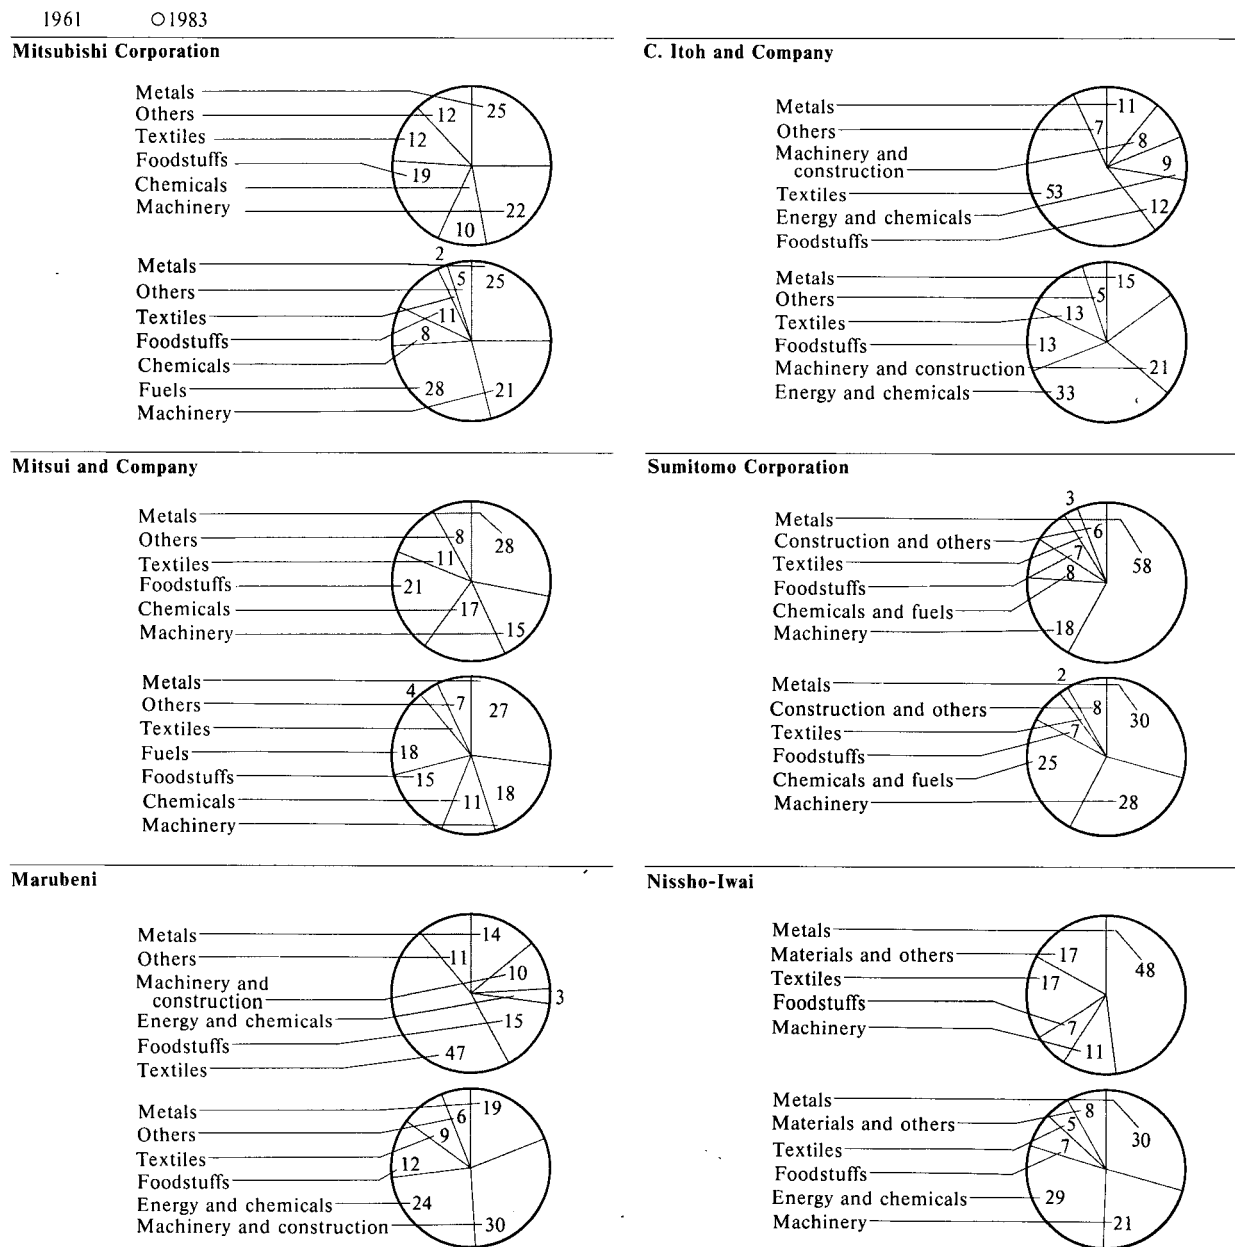 1961 ○1983
Mitsubishi Corporation
Metals 25
Others 12
Textiles 12
Foodstuffs
19
Chemicals
Machinery 22
10
2
Metals 25
Others 5
Textiles
Foodstuffs 11
Chemicals 8
Fuels 28
Machinery 21
C. Itoh and Company
Metals 11
Others 7
Machinery and 8
construction 9
Textiles 53
Energy and chemicals
12
Foodstuffs
Metals 15
Others 5
Textiles 13
Foodstuffs 13
Machinery and construction 21
Energy and chemicals 33
Mitsui and Company
Metals
Others 8 28
Textiles 11
Foodstuffs 21
Chemicals 17
Machinery 15
Metals
4
Others 7 27
Textiles
Fuels 18
Foodstuffs 15
Chemicals 11 18
Machinery
Sumitomo Corporation
3
Metals
Construction and others 6
Textiles 7 58
Foodstuffs 8
Chemicals and fuels
Machinery 18
2
Metals
Construction and others 8 30
Textiles 7
Foodstuffs
Chemicals and fuels 25
Machinery 28
Marubeni
Metals 14
Others 11
Machinery and 10
construction 3
Energy and chemicals 15
Foodstuffs
Textiles 47
Metals 19
Others 6
Textiles 9
Foodstuffs 12
Energy and chemicals 24
Machinery and construction 30
Nissho-Iwai
Metals
Materials and others 17
48
Textiles 17
Foodstuffs 7
Machinery 11
Metals
Materials and others 8
5 30
Textiles 7
Foodstuffs
Energy and chemicals 29
Machinery 21